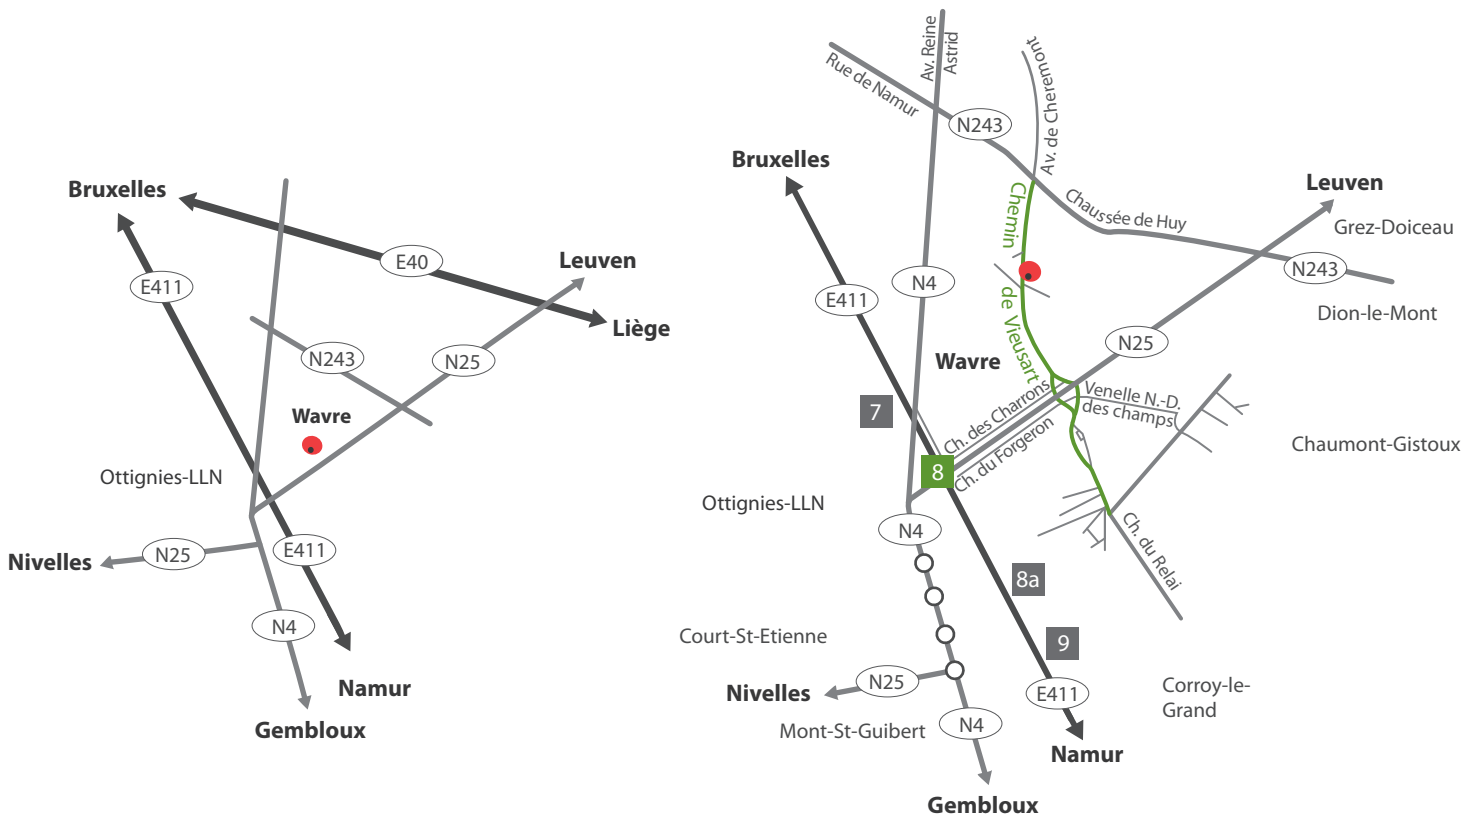 Bruxelles
E40
E411
Leuven
Liège
N243
N25
Wavre
Ottignies-LLN
Nivelles
N25
E411
N4
Namur
Gembloux
Av. Reine
Astrid
Av. de Cheremont
Rue de Namur
N243
Bruxelles
Chemin
de Vieusart
Chaussée de Huy
Leuven
Grez-Doiceau
N243
Dion-le-Mont
N4
E411
N25
Wavre
7
Ch. des Charrons
Venelle N.-D.
des champs
Ch. du Forgeron
8
Chaumont-Gistoux
Ottignies-LLN
N4
Ch. du Relai
8a
Court-St-Etienne
9
Nivelles
N25
E411
Corroy-le-
Grand
Mont-St-Guibert
N4
Namur
Gembloux